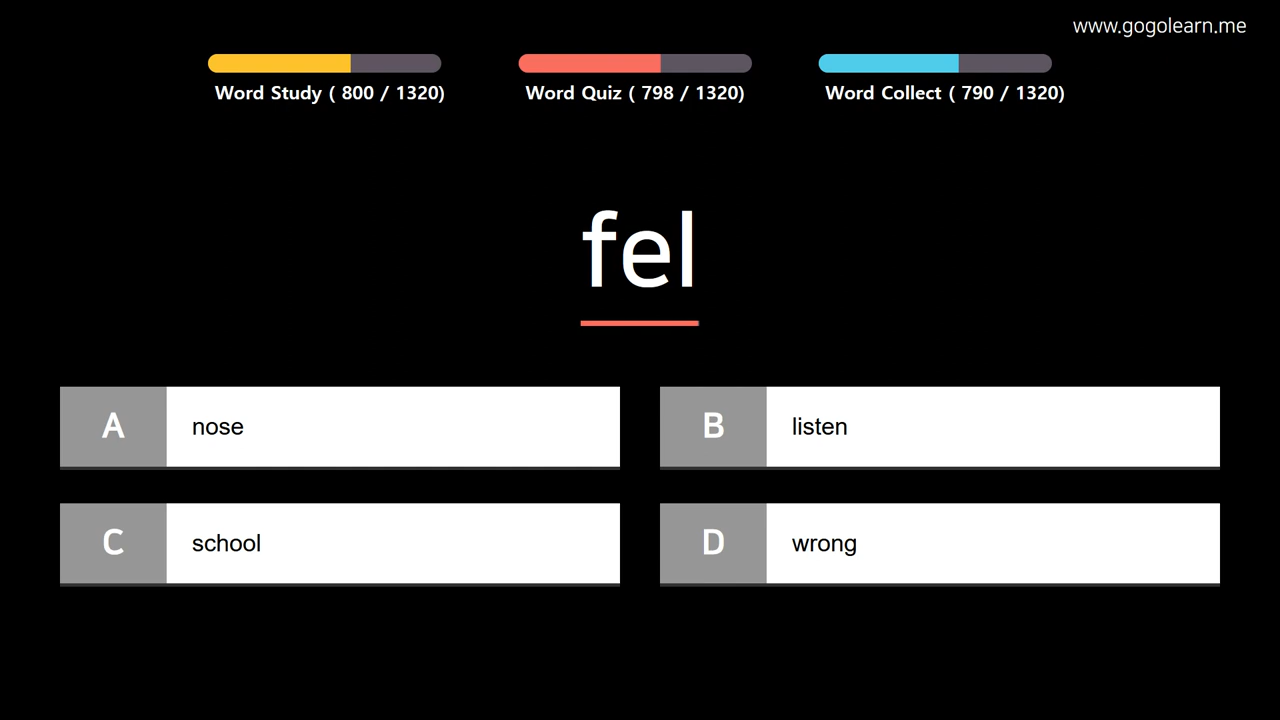 www.gogolearn.me
Word Study ( 800 / 1320)
Word Quiz ( 798 / 1320)
Word Collect ( 790 / 1320)
fel
A nose
B listen
C school
D wrong